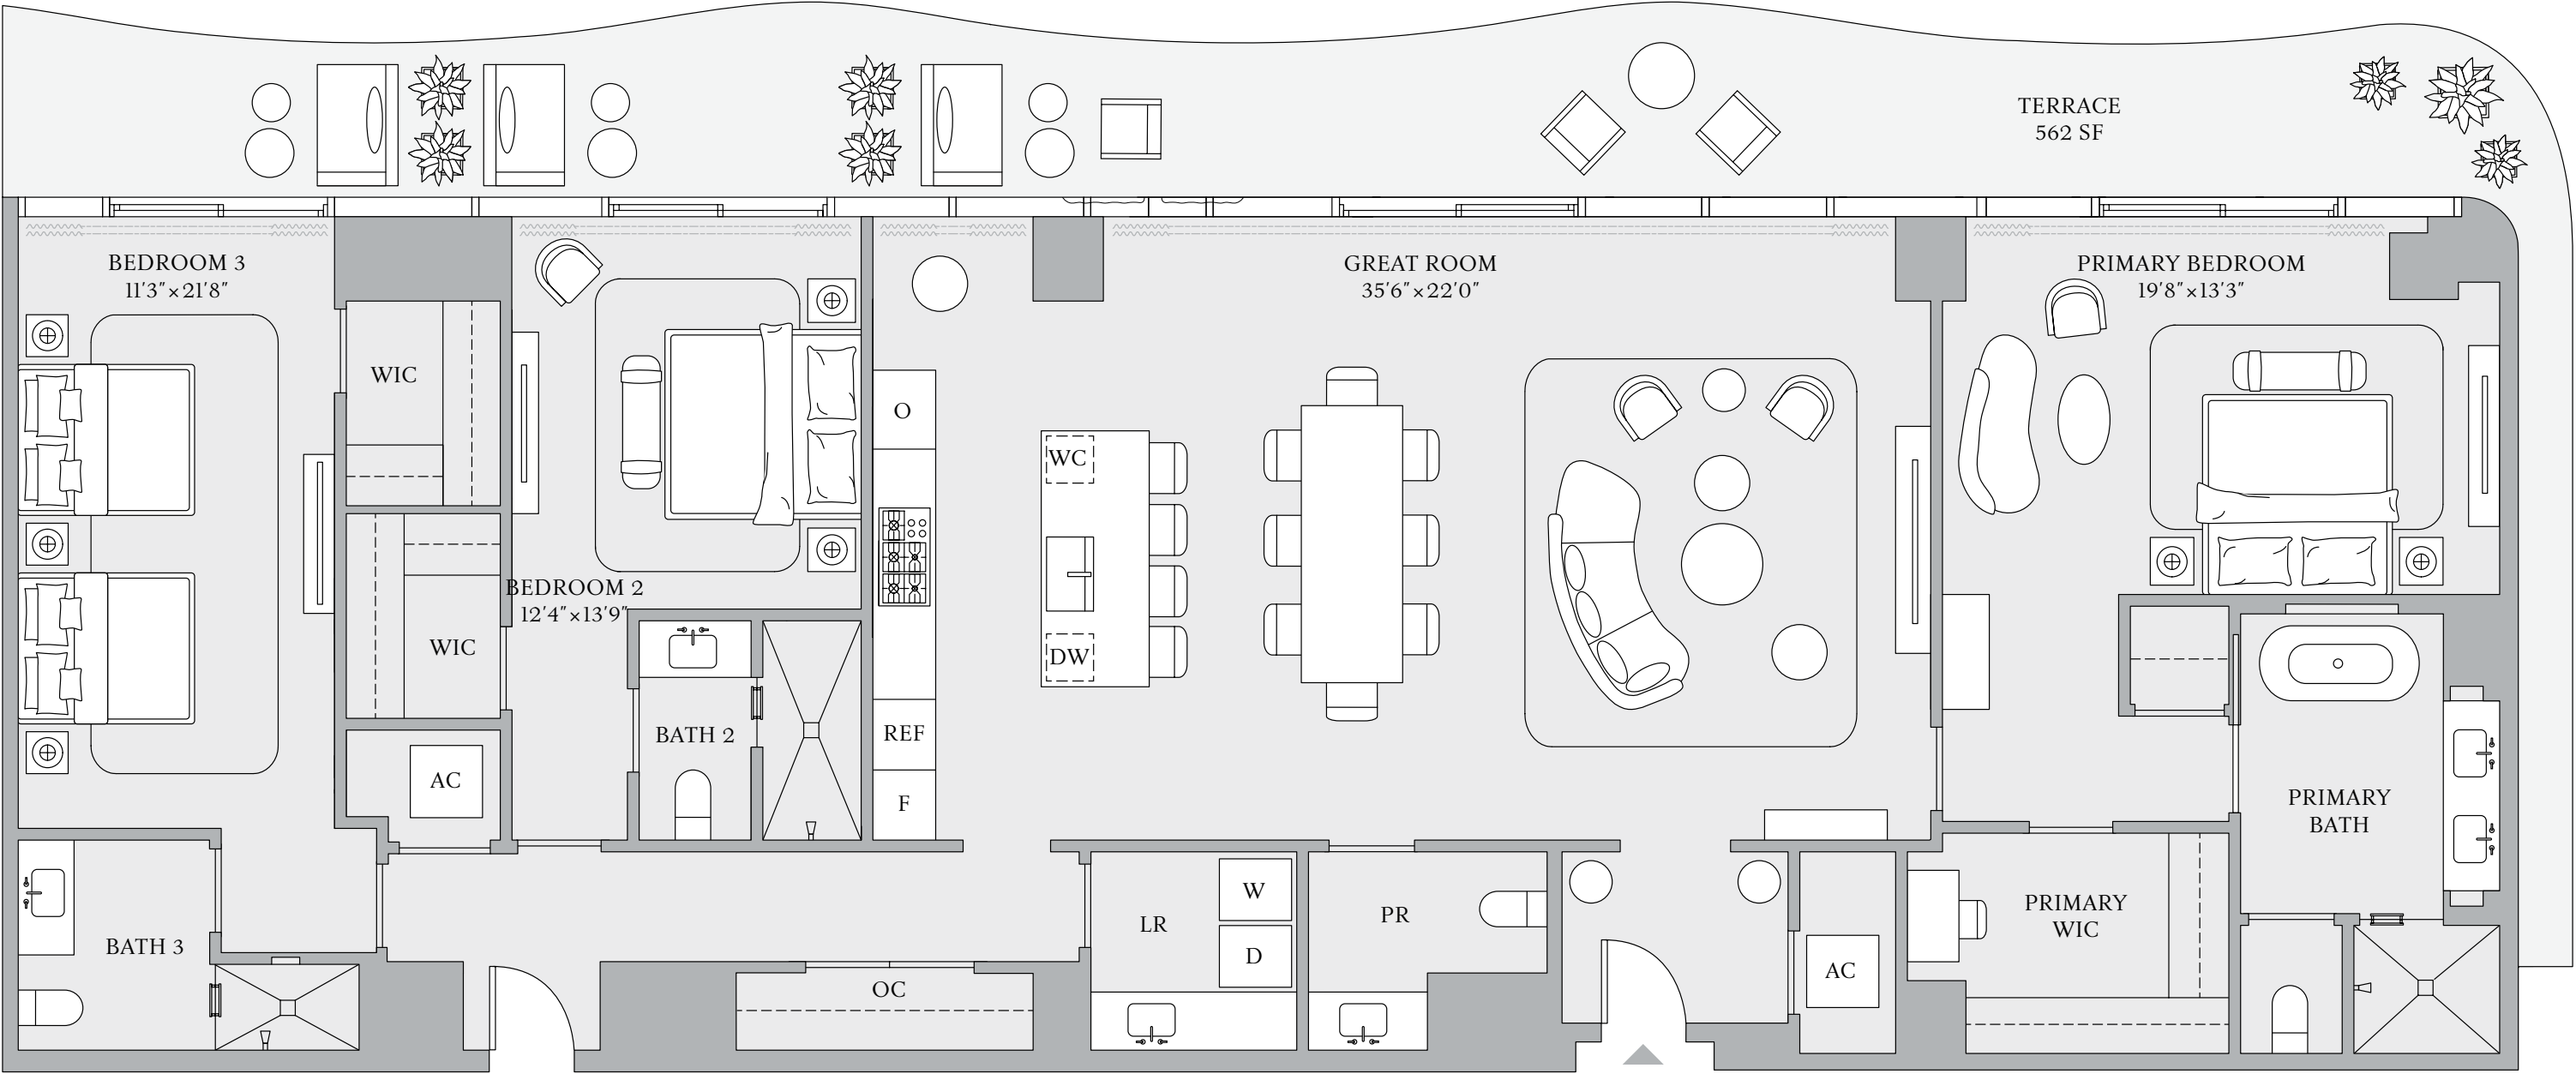 TERRACE
562 SF
BEDROOM 3
11'3"×21'8"
GREAT ROOM
35'6"×22'0"
PRIMARY BEDROOM
19'8"×13'3"
WIC
O
WC
BEDROOM 2
12'4"×13'9"
WIC
DW
BATH 2
REF
AC
F
PRIMARY
BATH
W
LR
PR
D
PRIMARY
WIC
BATH 3
AC
OC